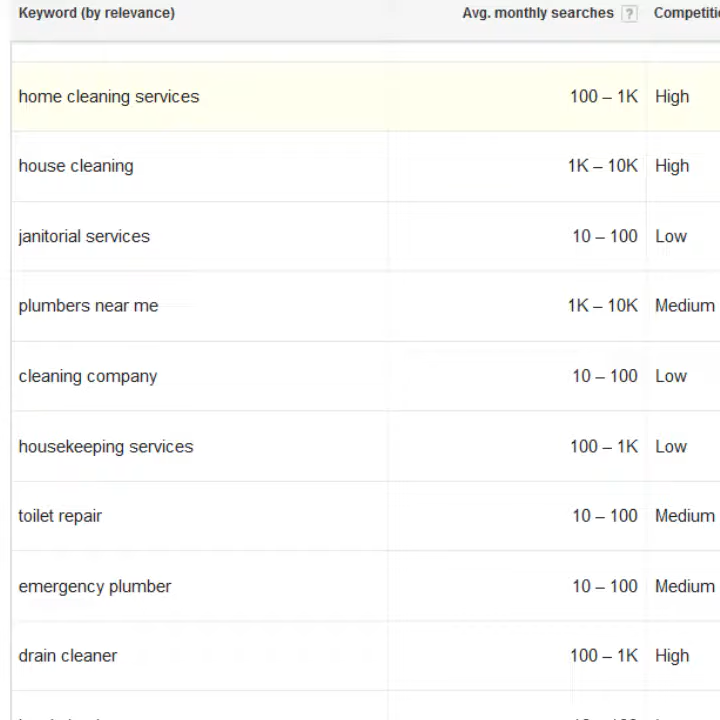 Keyword (by relevance) Avg. monthly searches ?
home cleaning services 100 – 1K High
house cleaning 1K – 10K High
janitorial services 10 – 100 Low
plumbers near me 1K – 10K Medium
cleaning company 10 – 100 Low
housekeeping services 100 – 1K Low
toilet repair 10 – 100 Medium
emergency plumber 10 – 100 Medium
drain cleaner 100 – 1K High